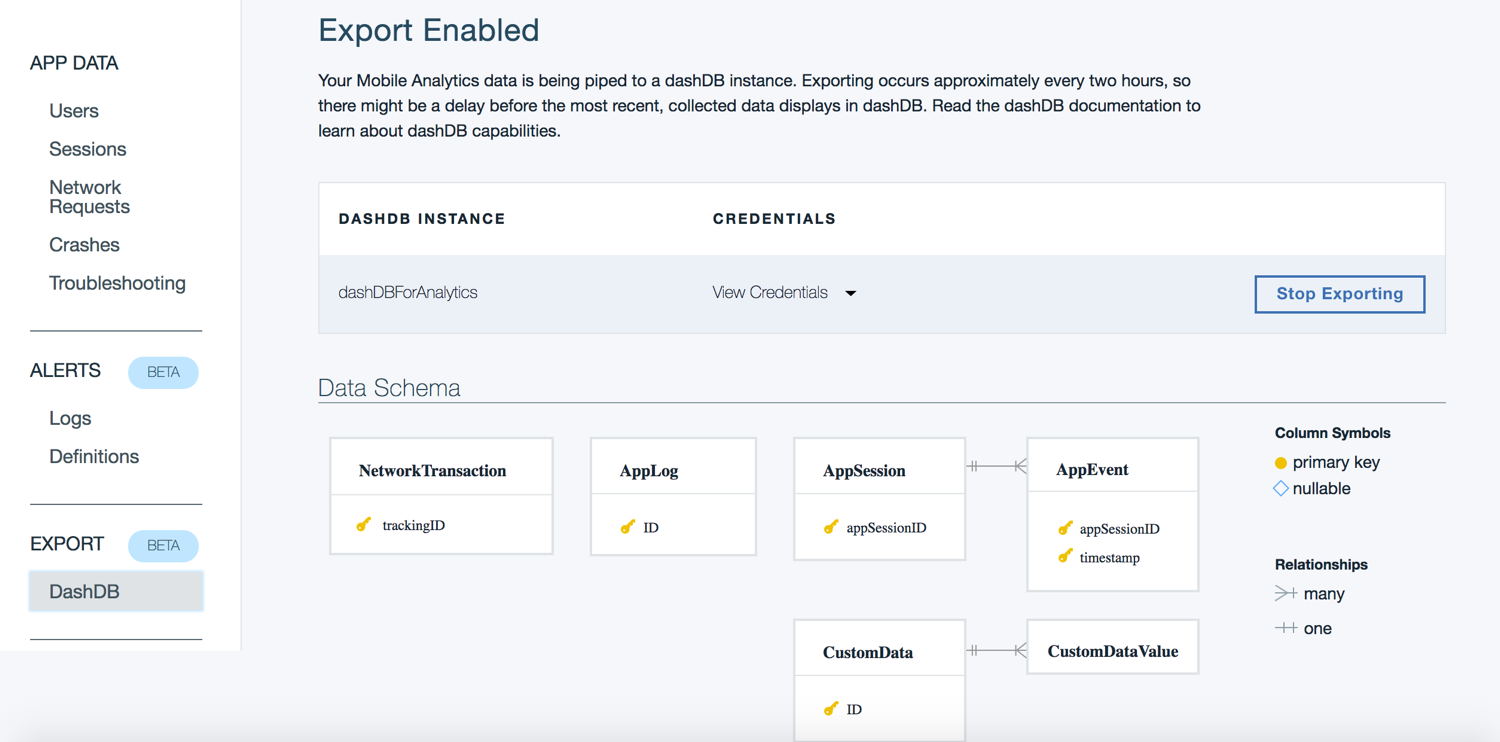 APP DATA
Users
Sessions
Network
Requests
Crashes
Troubleshooting
ALERTS BETA
Logs
Definitions
EXPORT BETA
DashDB
Export Enabled
Your Mobile Analytics data is being piped to a dashDB instance. Exporting occurs approximately every two hours, so
there might be a delay before the most recent, collected data displays in dashDB. Read the dashDB documentation to
learn about dashDB capabilities.
DASHDB INSTANCE CREDENTIALS
dashDBForAnalytics View Credentials Stop Exporting
Data Schema
NetworkTransaction
trackingID
AppLog
ID
AppSession
appSessionID
AppEvent
appSessionID
timestamp
CustomData
ID
CustomDataValue
Column Symbols
primary key
nullable
Relationships
many
one